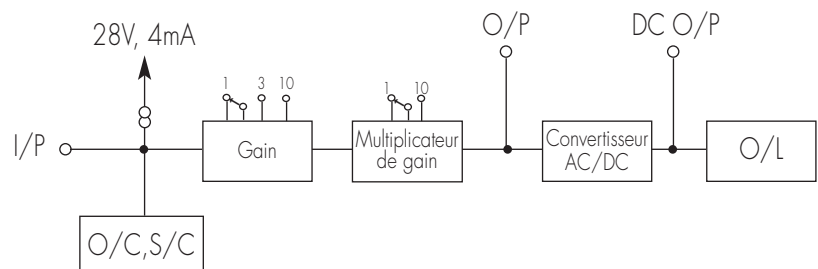 O/P
DC O/P
28V, 4mA
1 3 10
1 10
I/P
Gain
Multiplicateur
de gain
Convertisseur
AC/DC
O/L
O/C,S/C